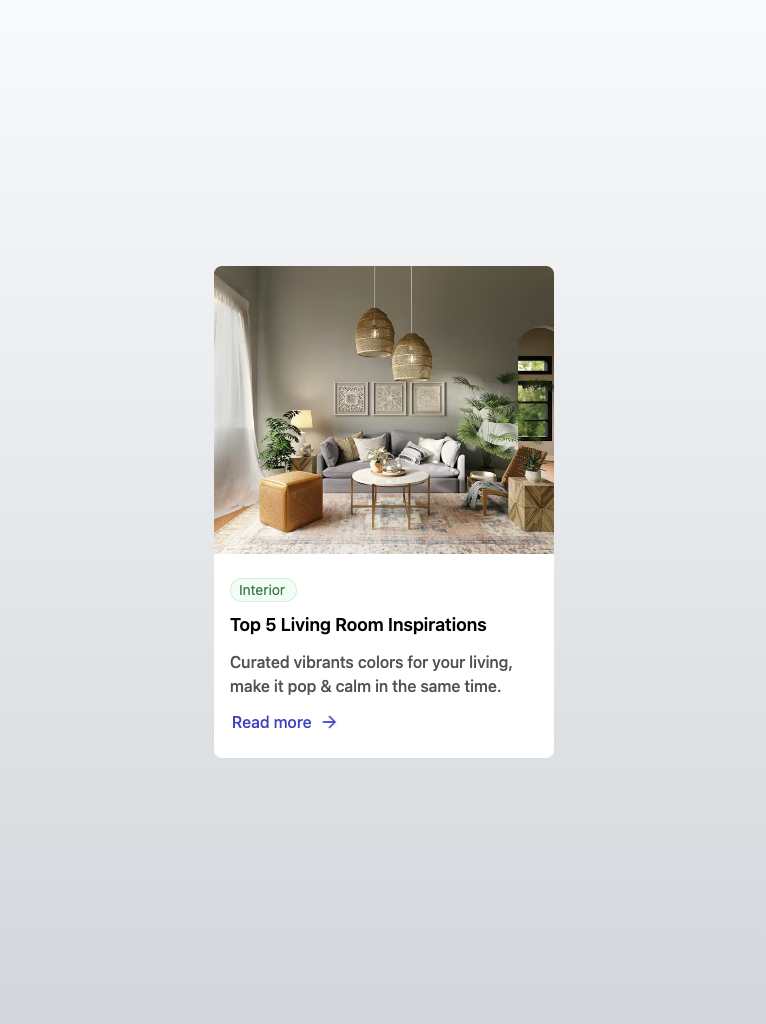 Interior
Top 5 Living Room Inspirations
Curated vibrants colors for your living,
make it pop & calm in the same time.
Read more